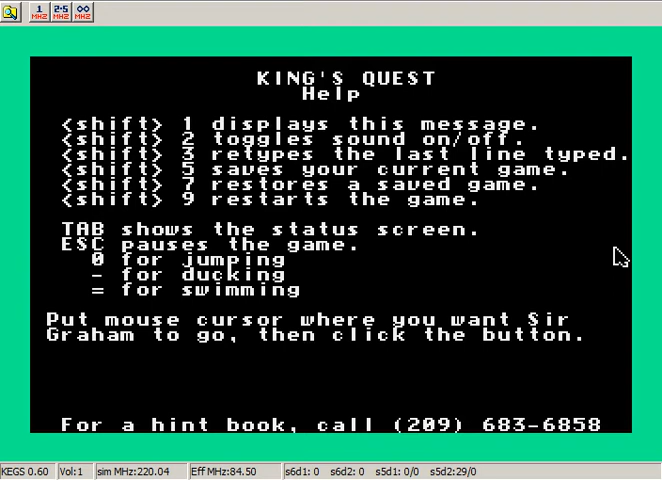 1 MHZ 2.5 MHZ ∞ MHZ
KING'S QUEST
Help
<shift> 1 displays this message.
<shift> 2 toggles sound on/off.
<shift> 3 retypes the last line typed.
<shift> 5 saves your current game.
<shift> 7 restores a saved game.
<shift> 9 restarts the game.
TAB shows the status screen.
ESC pauses the game.
0 for jumping
- for ducking
= for swimming
Put mouse cursor where you want Sir
Graham to go, then click the button.
For a hint book, call (209) 683-6858
KEGS 0.60 Vol:1 sim MHz:220.04 Eff MHz:84.50 s6d1: 0 s6d2: 0 s5d1: 0/0 s5d2:29/0